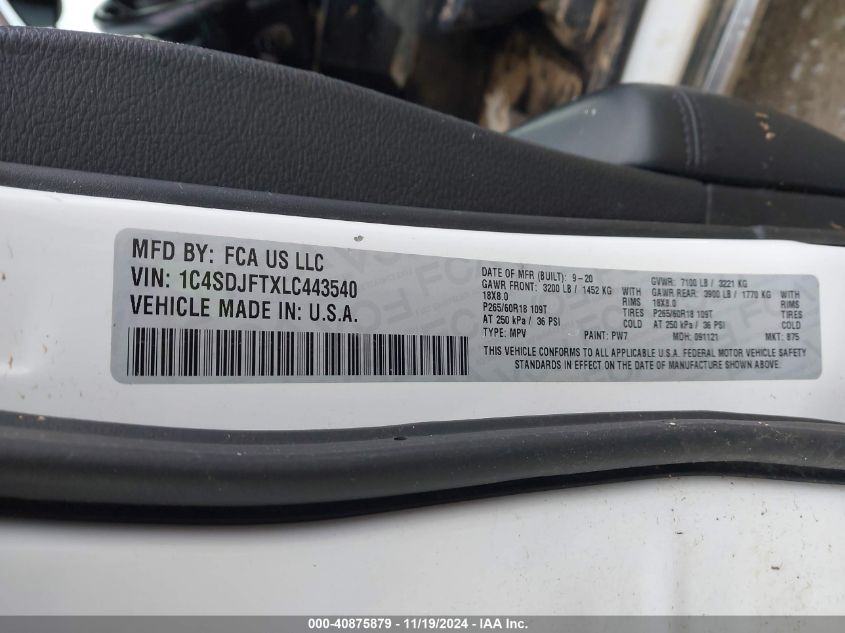 MFD BY: FCA US LLC
VIN: 1C4SDJFTXLC443540
VEHICLE MADE IN: U.S.A.
DATE OF MFR (BUILT): 9-20 GVWR: 7100 LB / 3221 KG
GAWR FRONT: 3200 LB / 1452 KG WITH GAWR REAR: 3900 LB / 1770 KG WITH
18X8.0 RIMS 18X8.0 RIMS
P265/60R18 109T TIRES P265/60R18 109T TIRES
AT 250 kPa / 36 PSI COLD AT 250 kPa / 36 PSI COLD
TYPE: MPV PAINT: PW7 MDH: 091121 MKT: 875
THIS VEHICLE CONFORMS TO ALL APPLICABLE U.S.A. FEDERAL MOTOR VEHICLE SAFETY
STANDARDS IN EFFECT ON THE DATE OF MANUFACTURE SHOWN ABOVE.
000-40875879 - 11/19/2024 - IAA Inc.